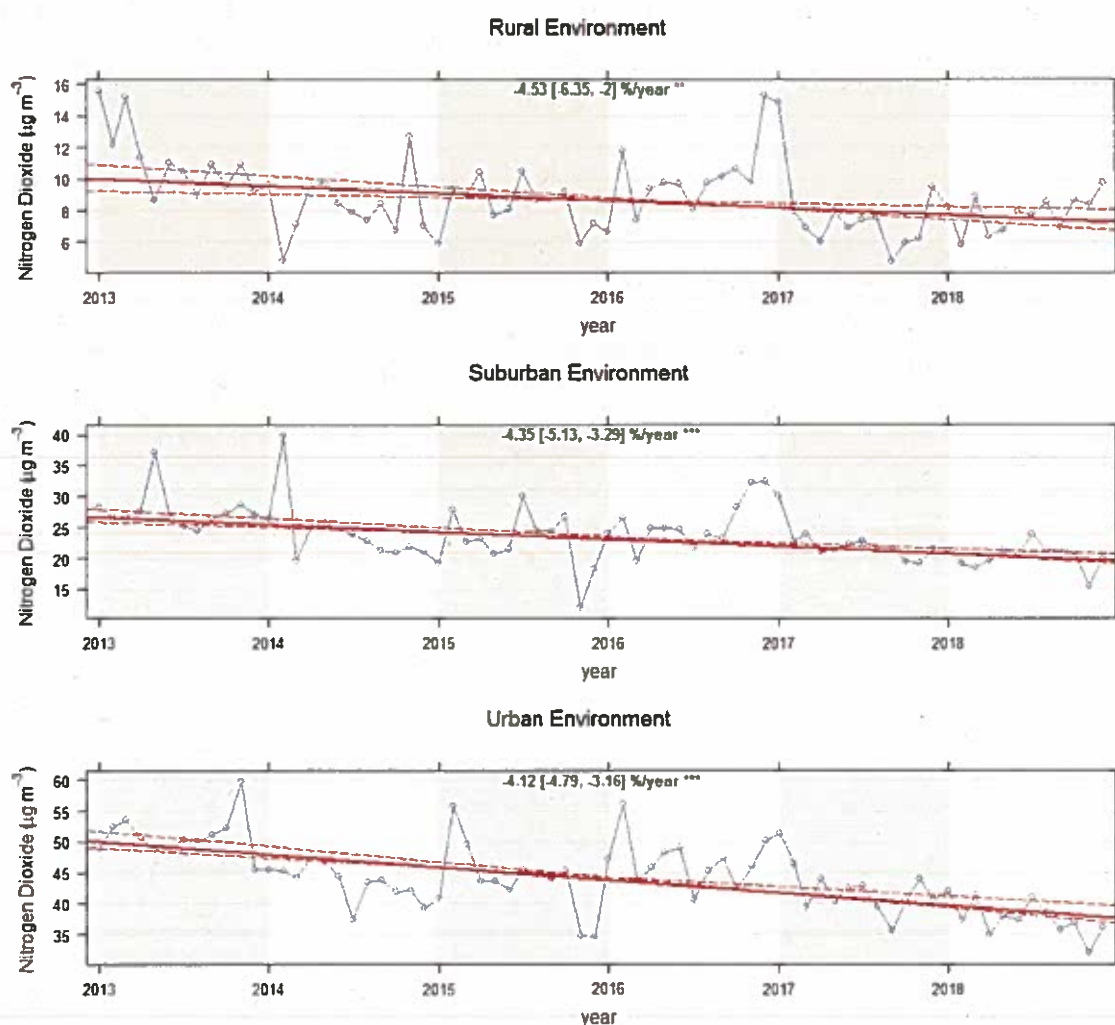 Rural Environment
-4.53 [-6.35, -2] %/year **
Nitrogen Dioxide (µg m⁻³)
16
14
12
10
8
6
2013 2014 2015 2016 2017 2018
year
Suburban Environment
-4.35 [-5.13, -3.29] %/year ***
Nitrogen Dioxide (µg m⁻³)
40
35
30
25
20
15
2013 2014 2015 2016 2017 2018
year
Urban Environment
-4.12 [-4.79, -3.16] %/year ***
Nitrogen Dioxide (µg m⁻³)
60
55
50
45
40
35
2013 2014 2015 2016 2017 2018
year